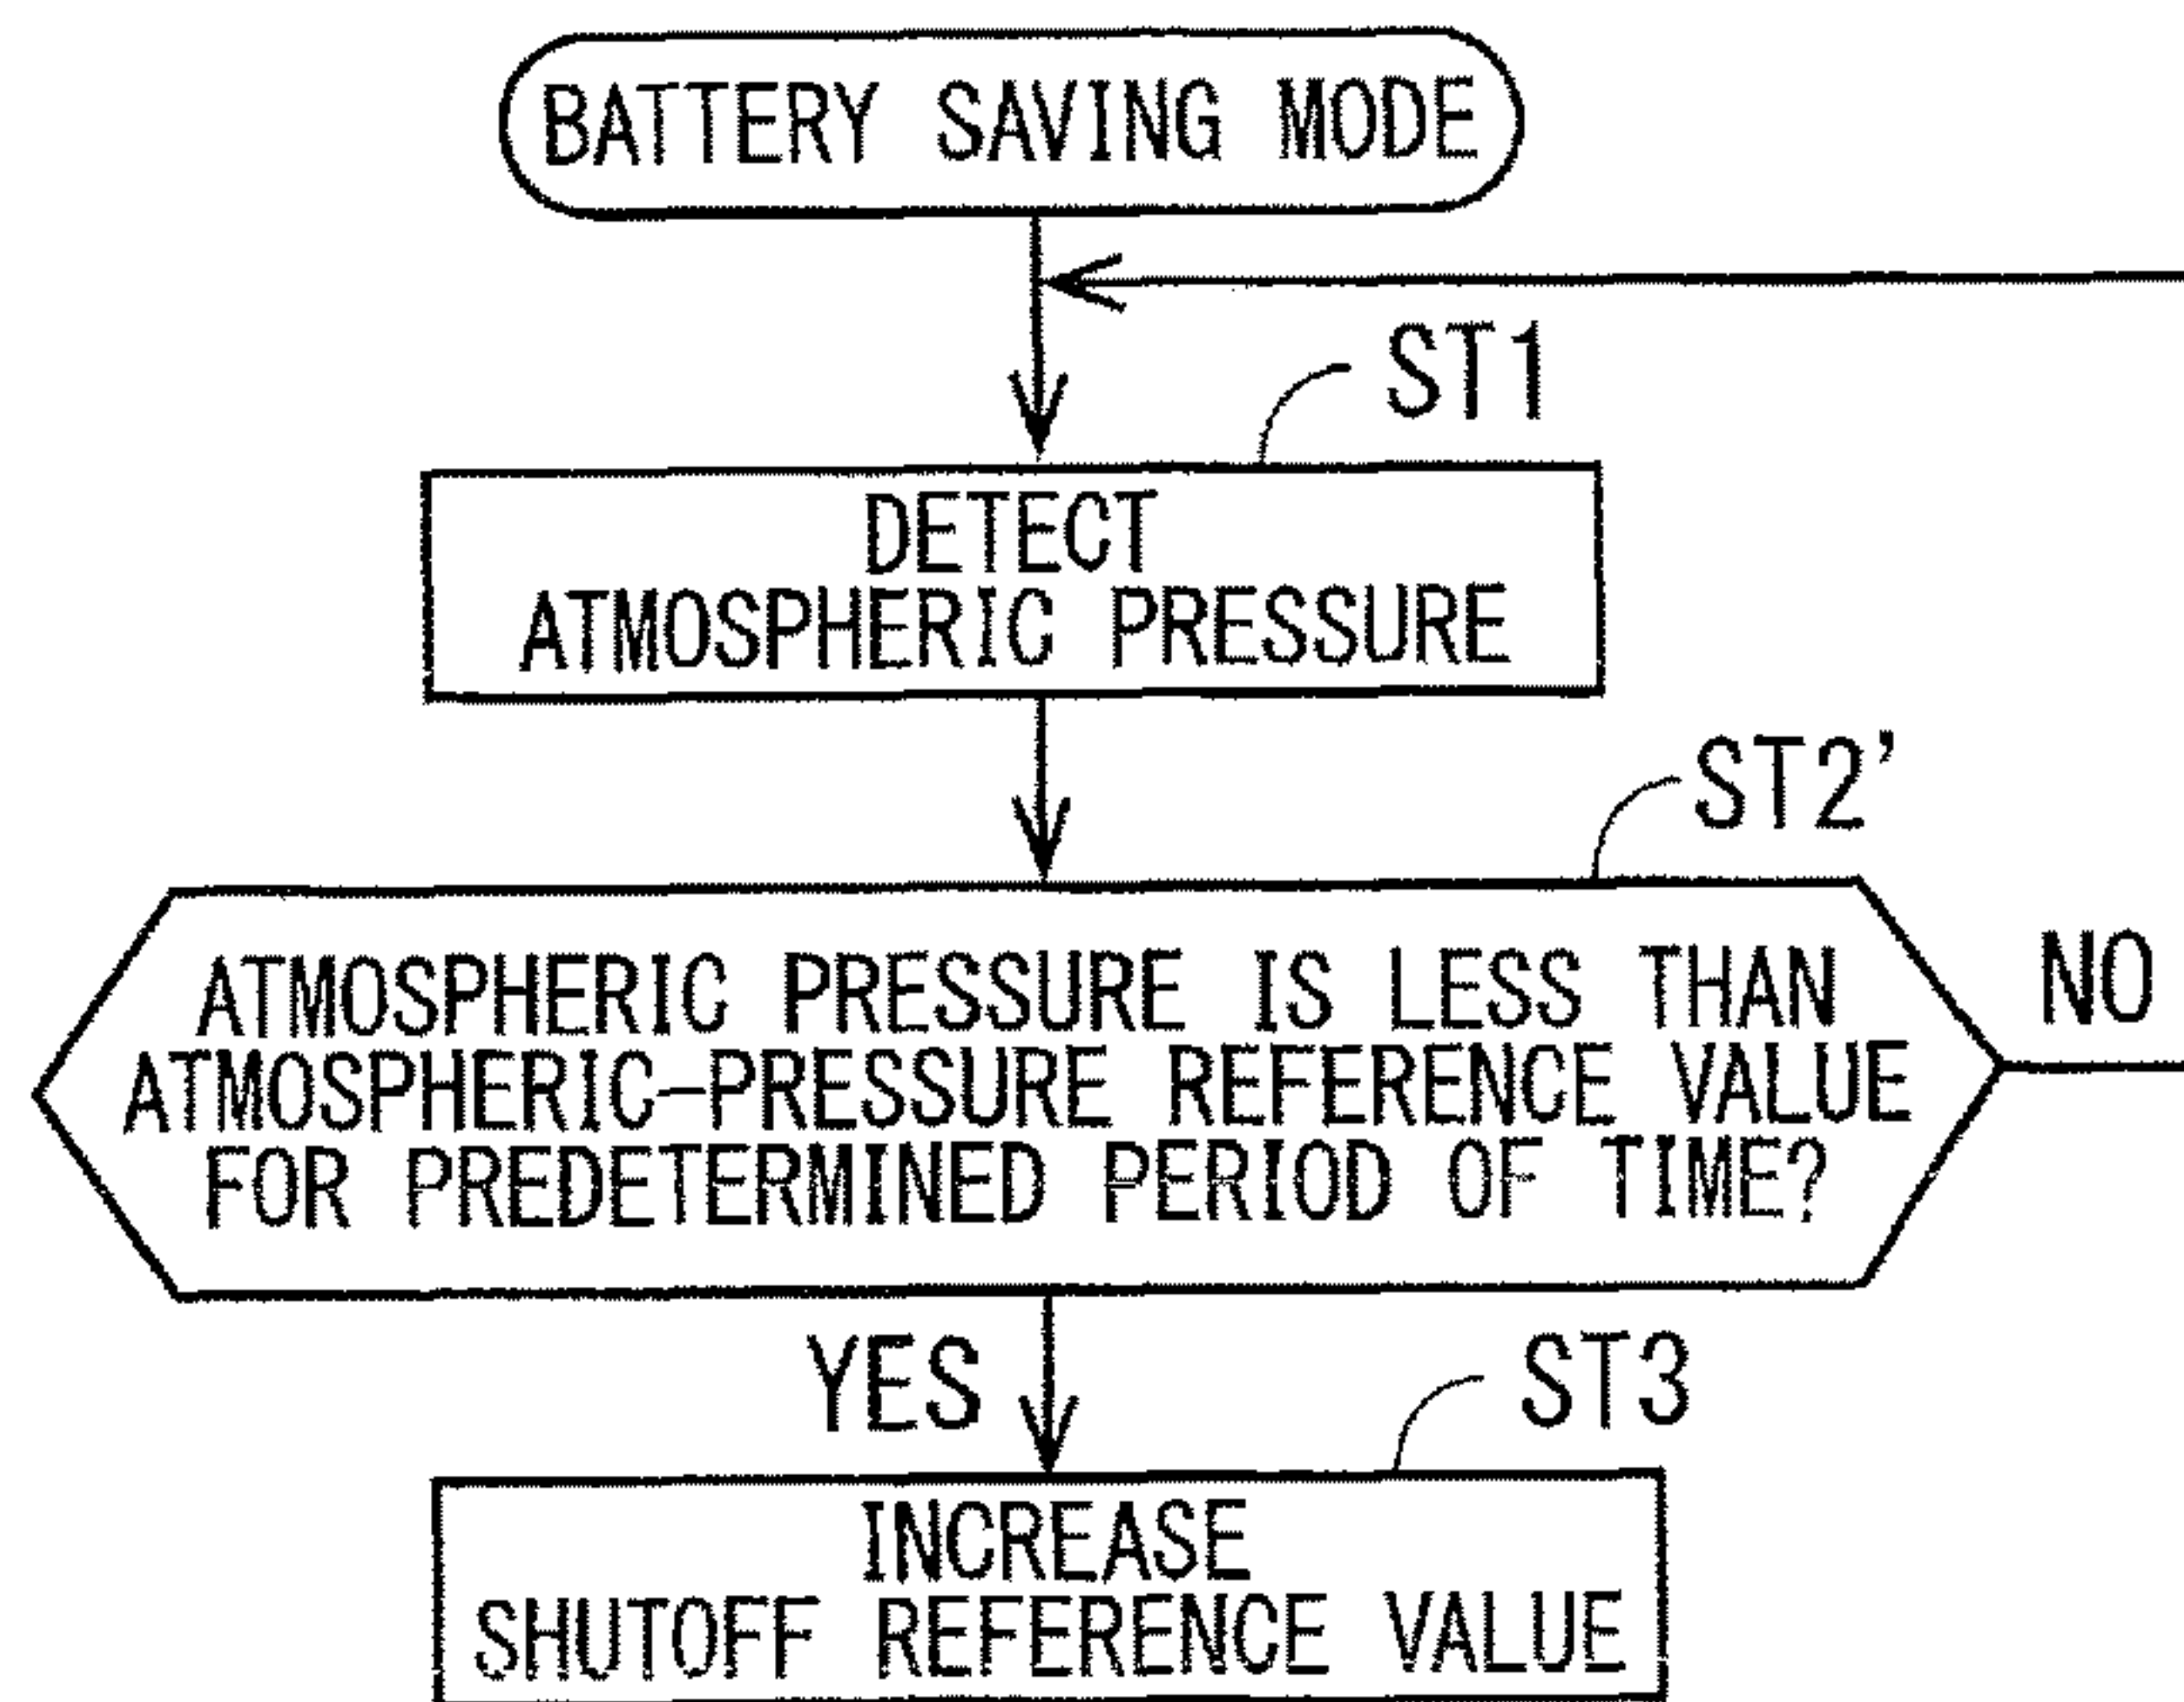 BATTERY SAVING MODE
ST1
DETECT
ATMOSPHERIC PRESSURE
ST2'
ATMOSPHERIC PRESSURE IS LESS THAN
ATMOSPHERIC-PRESSURE REFERENCE VALUE
FOR PREDETERMINED PERIOD OF TIME?
NO
YES
ST3
INCREASE
SHUTOFF REFERENCE VALUE